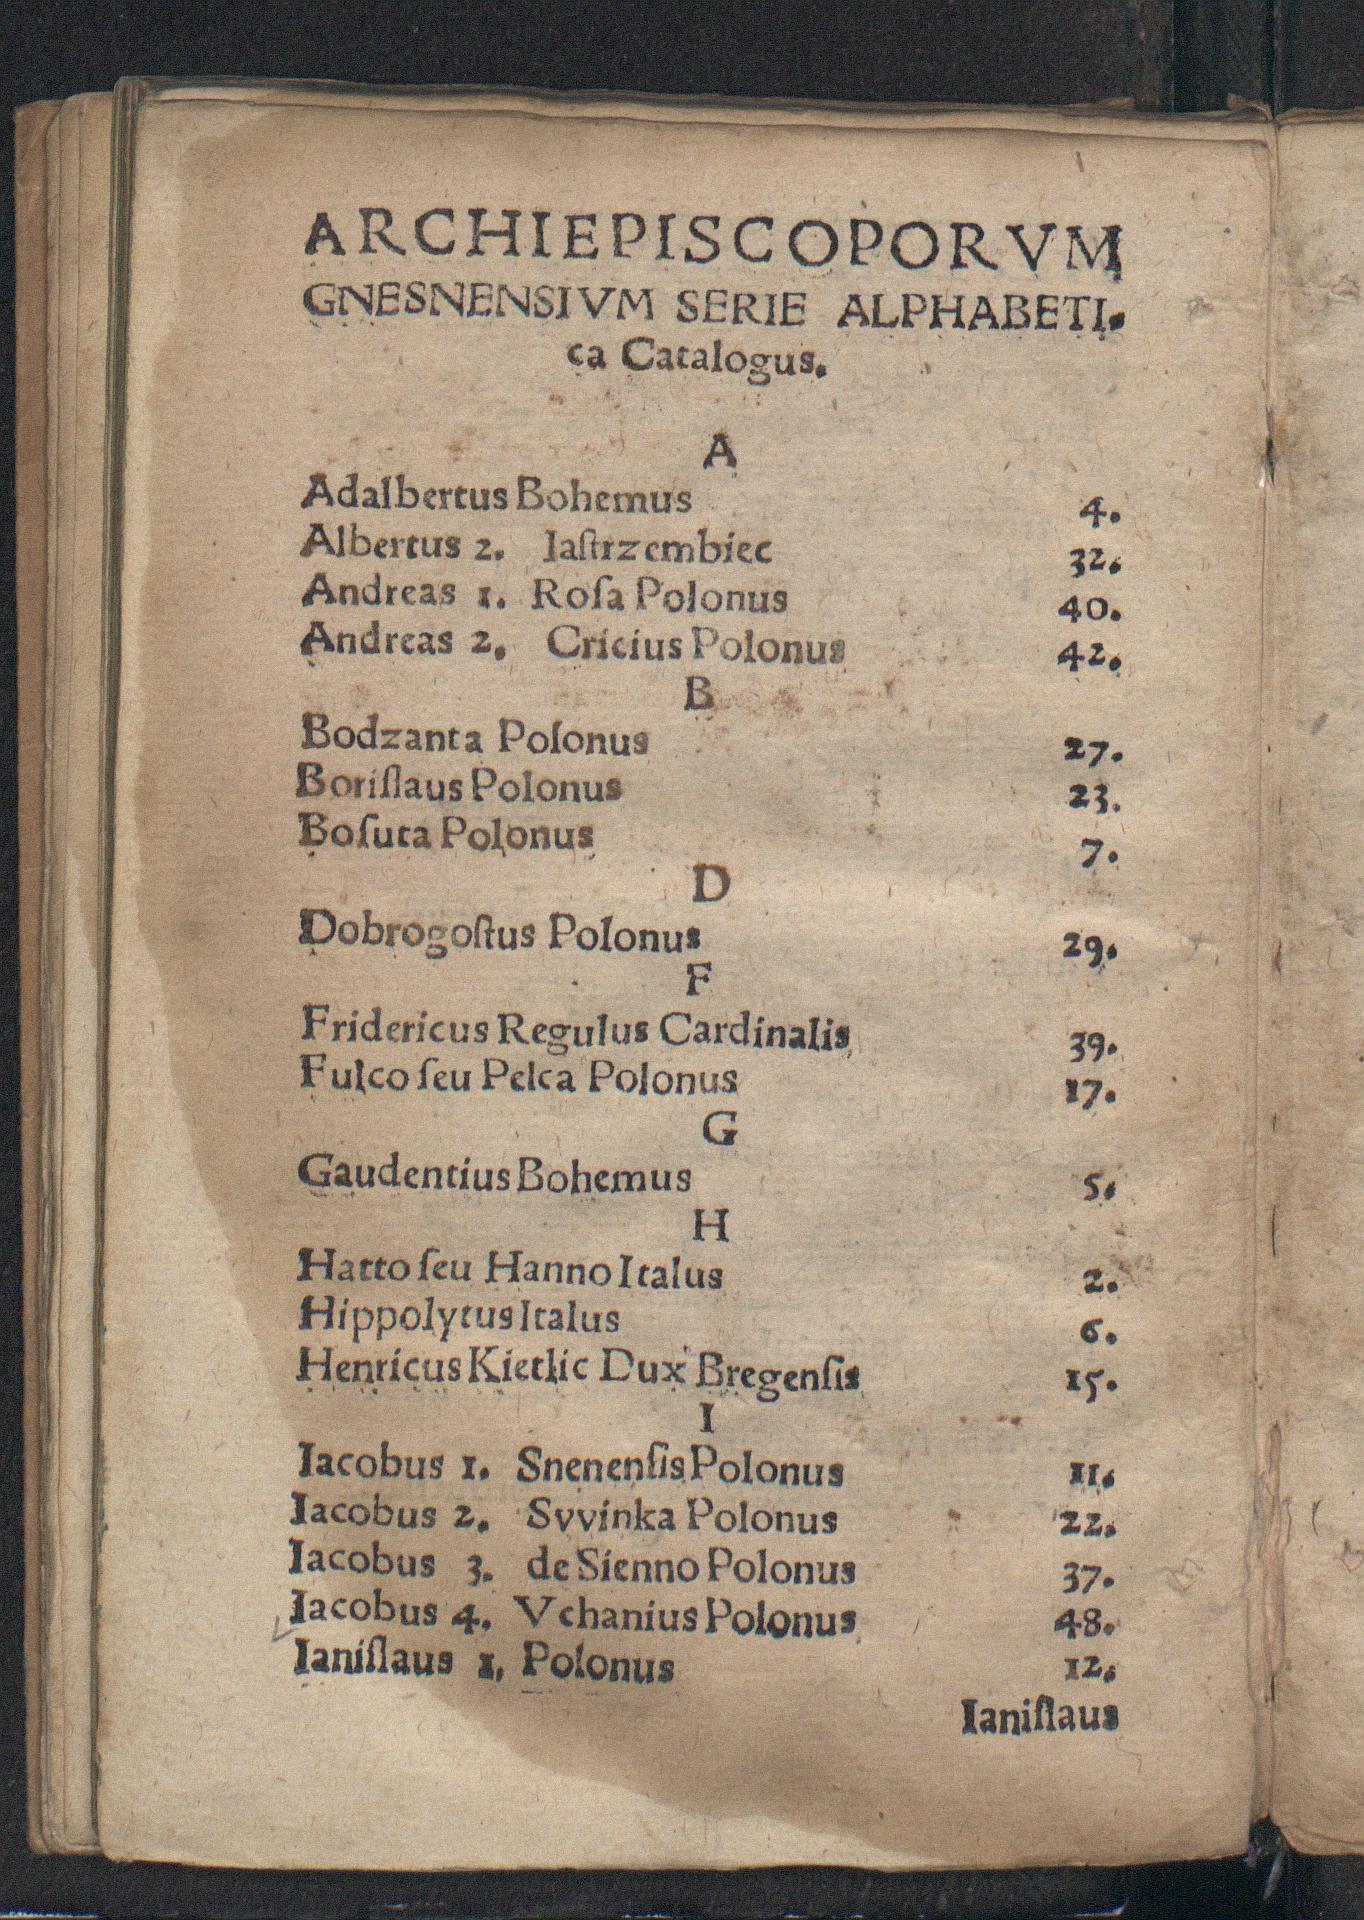 ARCHIEPISCOPORVM
GNESNENSIVM SERIE ALPHABETI.
ca Catalogus.
A
Adalbertus Bohemus 4.
Albertus 2. Iaſtrzembiec 32.
Andreas 1. Roſa Polonus 40.
Andreas 2. Cricius Polonus 42.
B
Bodzanta Polonus 27.
Boriſlaus Polonus 23.
Boſuta Polonus 7.
D
Dobrogoſtus Polonus 29.
F
Fridericus Regulus Cardinalis 39.
Fulco ſeu Pelca Polonus 17.
G
Gaudentius Bohemus 5.
H
Hatto ſeu Hanno Italus 2.
Hippolytus Italus 6.
Henricus Kietlic Dux Bregenſis 15.
I
Iacobus 1. Snenenſis Polonus 11.
Iacobus 2. Svvinka Polonus 22.
Iacobus 3. de Sienno Polonus 37.
Iacobus 4. Vchanius Polonus 48.
Ianiſlaus 1, Polonus 12.
Ianiſlaus